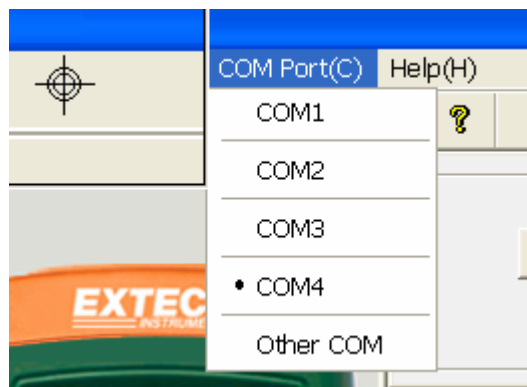 COM Port(C) Help(H)
COM1
COM2
COM3
COM4
Other COM
EXTEC